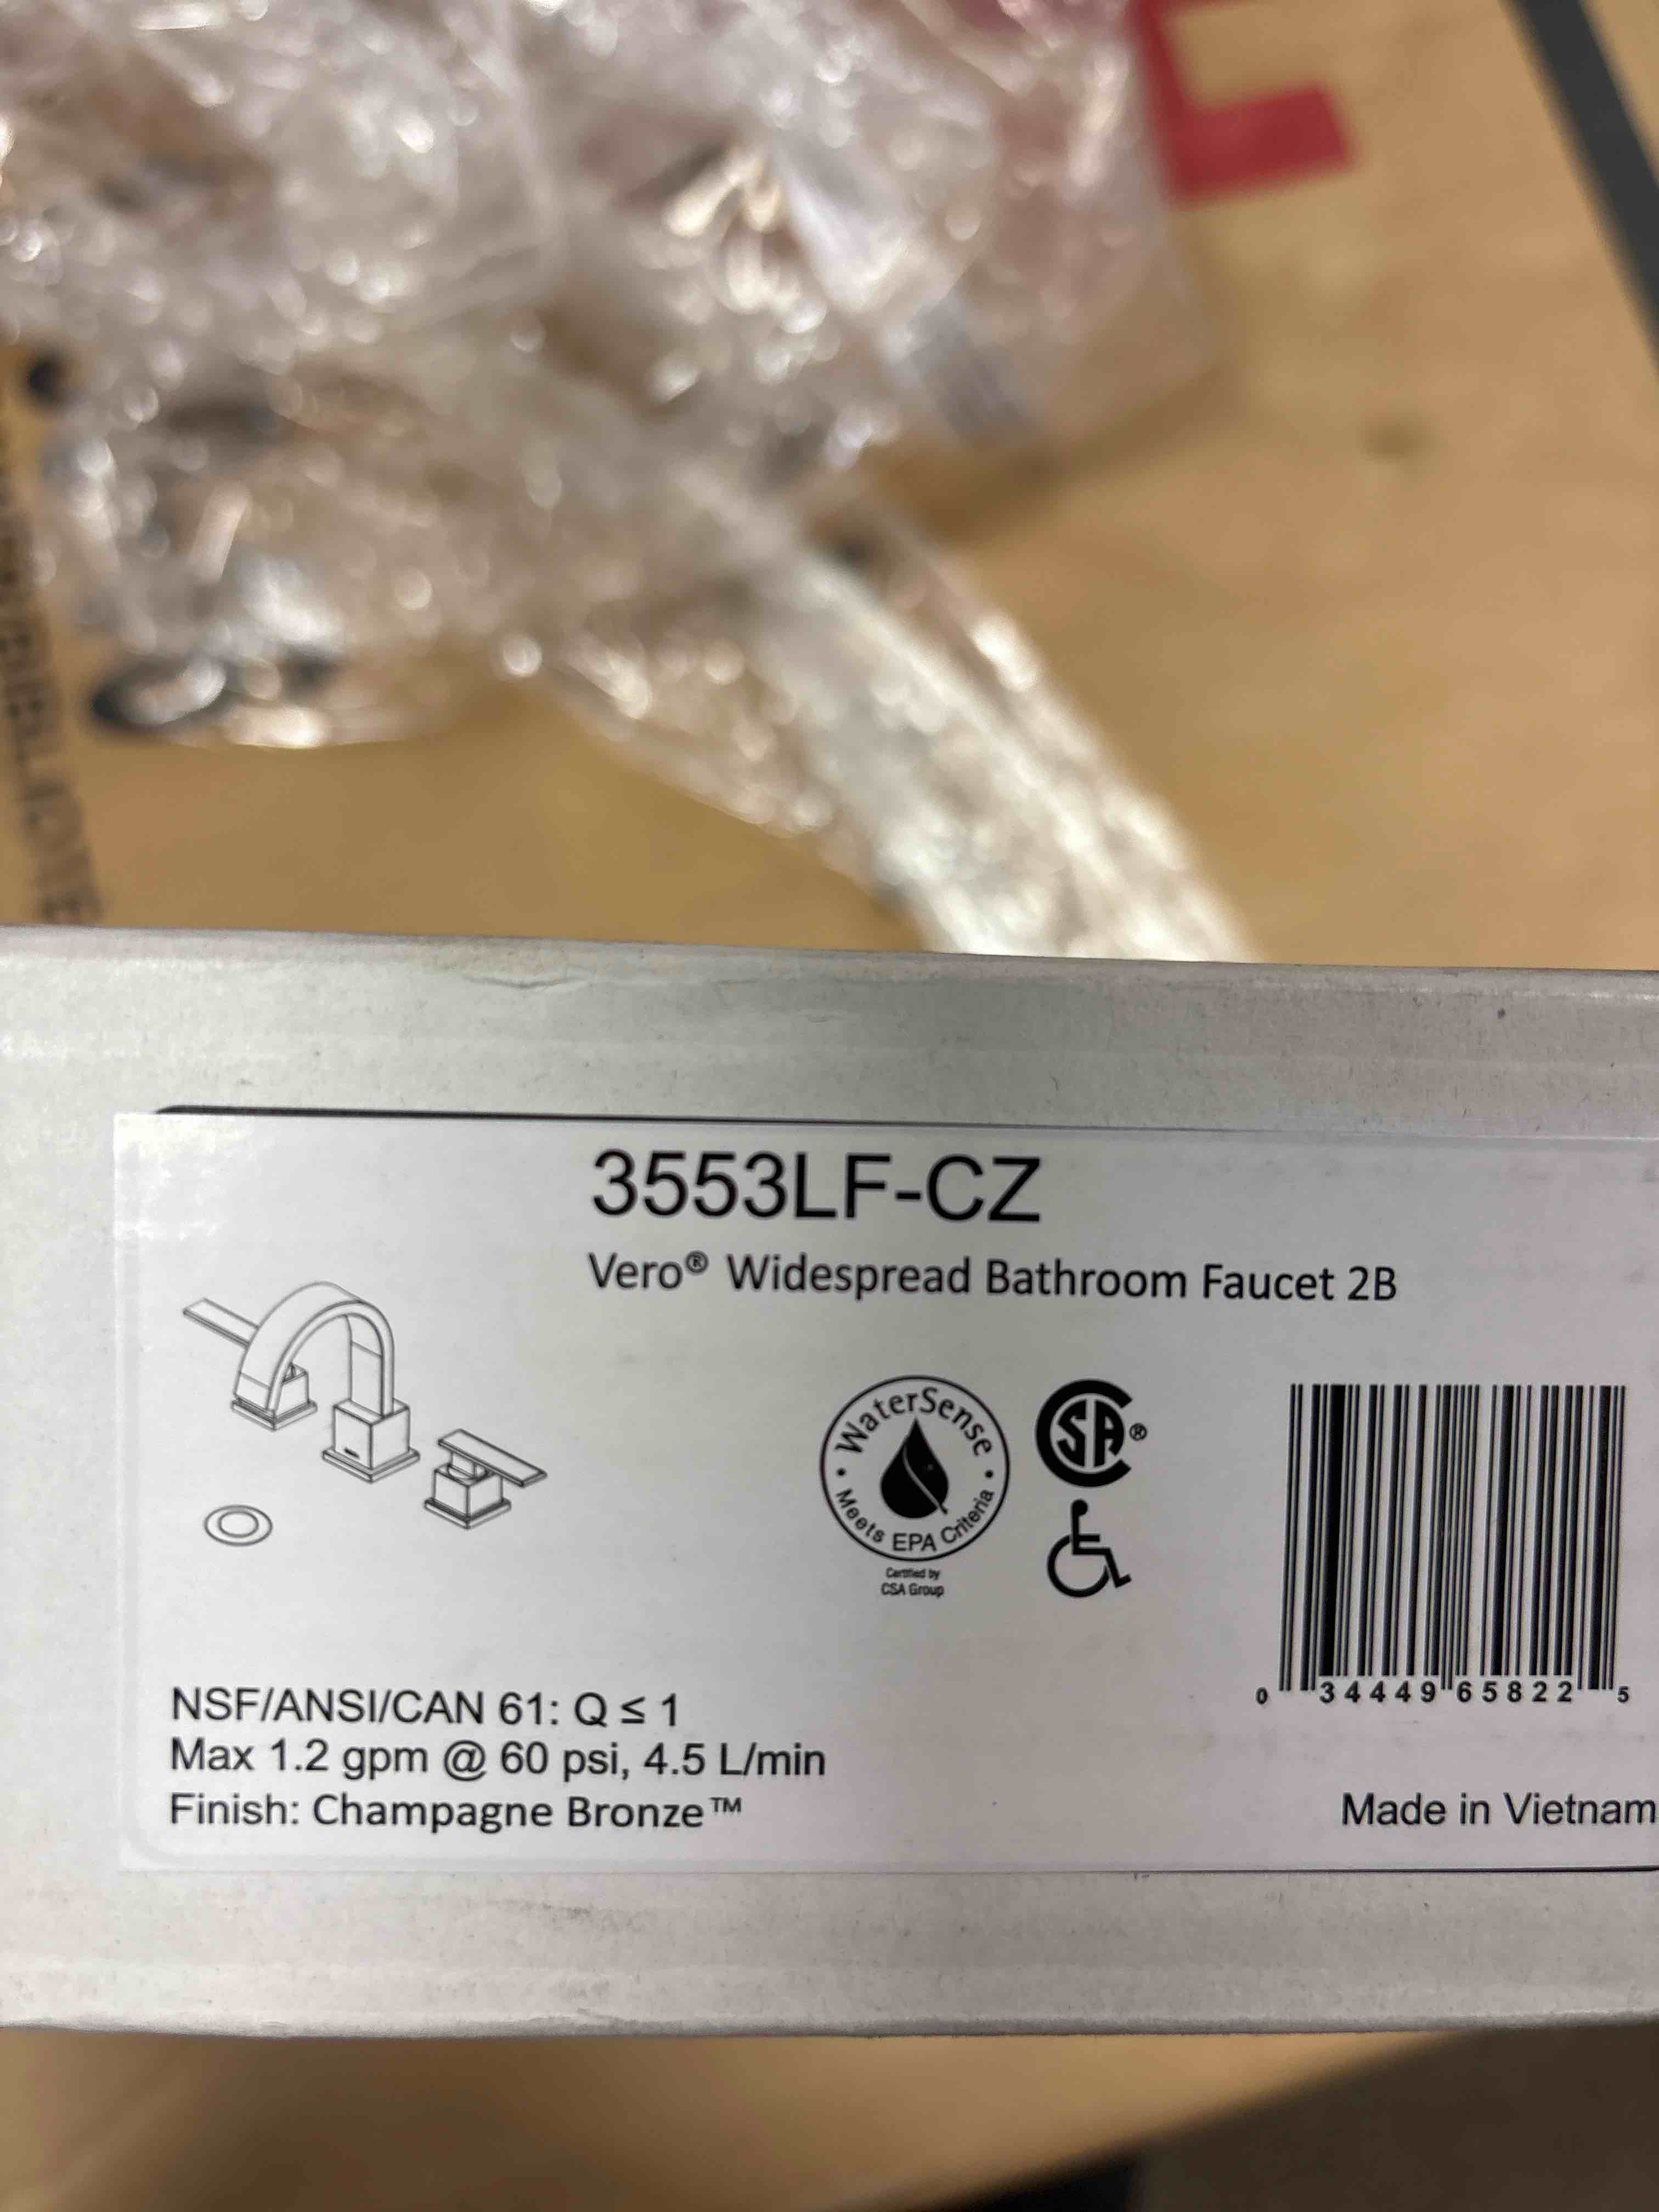 3553LF-CZ
Vero® Widespread Bathroom Faucet 2B
WaterSense
Meets EPA Criteria
Certified by
CSA Group
SA®
0 34449 65822 5
NSF/ANSI/CAN 61: Q ≤ 1
Max 1.2 gpm @ 60 psi, 4.5 L/min
Finish: Champagne Bronze™
Made in Vietnam